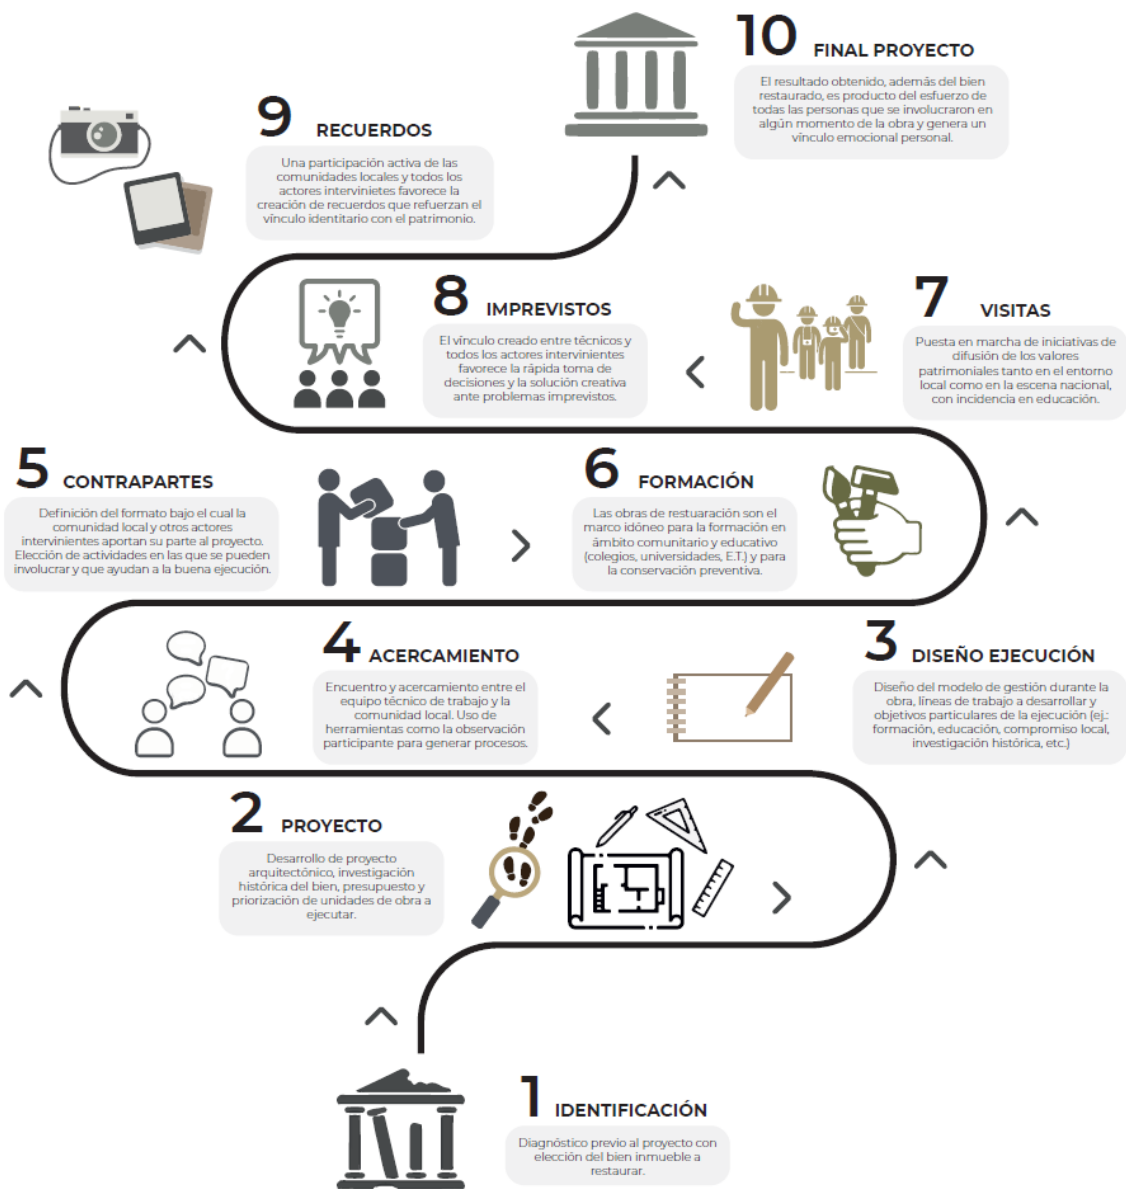 10 FINAL PROYECTO
El resultado obtenido, además del bien
restaurado, es producto del esfuerzo de
todas las personas que se involucraron en
algún momento de la obra y genera un
vínculo emocional personal.
9 RECUERDOS
Una participación activa de las
comunidades locales y todos los
actores intervinietes favorece la
creación de recuerdos que refuerzan el
vínculo identitario con el patrimonio.
8 IMPREVISTOS
El vínculo creado entre técnicos y
todos los actores intervinientes
favorece la rápida toma de
decisiones y la solución creativa
ante problemas imprevistos.
7 VISITAS
Puesta en marcha de iniciativas de
difusión de los valores
patrimoniales tanto en el entorno
local como en la escena nacional,
con incidencia en educación.
5 CONTRAPARTES
Definición del formato bajo el cual la
comunidad local y otros actores
intervinientes aportan su parte al proyecto.
Elección de actividades en las que se pueden
involucrar y que ayudan a la buena ejecución.
6 FORMACIÓN
Las obras de restuaración son el
marco idóneo para la formación en
ámbito comunitario y educativo
(colegios, universidades, E.T.) y para
la conservación preventiva.
4 ACERCAMIENTO
Encuentro y acercamiento entre el
equipo técnico de trabajo y la
comunidad local. Uso de
herramientas como la observación
participante para generar procesos.
3 DISEÑO EJECUCIÓN
Diseño del modelo de gestión durante la
obra, líneas de trabajo a desarrollar y
objetivos particulares de la ejecución (ej.:
formación, educación, compromiso local,
investigación histórica, etc.)
2 PROYECTO
Desarrollo de proyecto
arquitectónico, investigación
histórica del bien, presupuesto y
priorización de unidades de obra a
ejecutar.
1 IDENTIFICACIÓN
Diagnóstico previo al proyecto con
elección del bien inmueble a
restaurar.